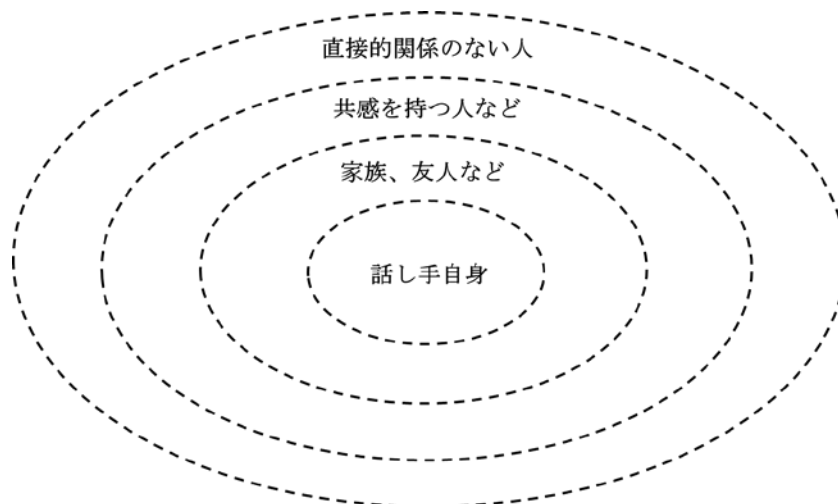 直接的関係のない人
共感を持つ人など
家族、友人など
話し手自身